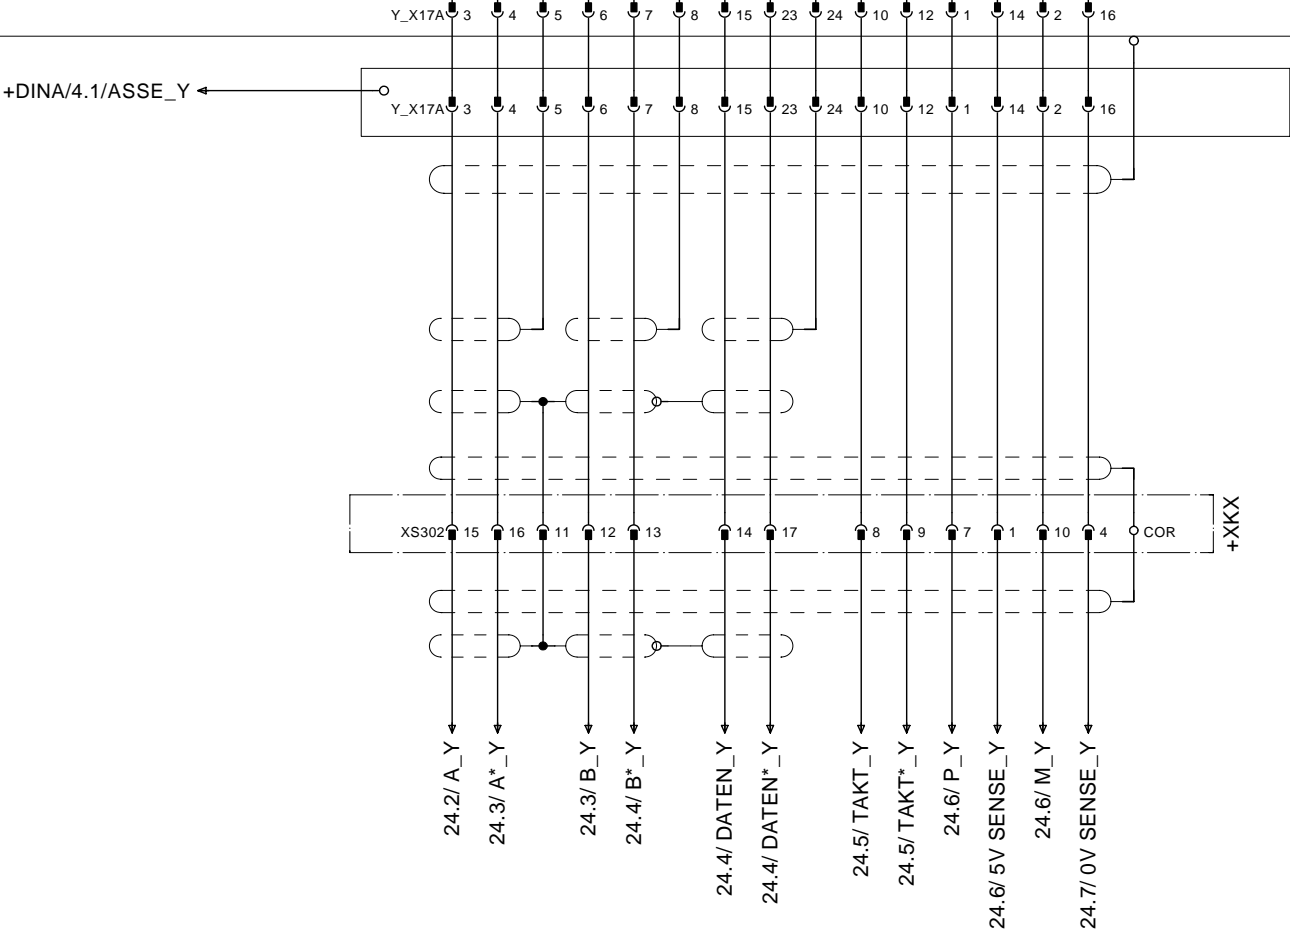 Y_X17A 3 4 5 6 7 8 15 23 24 10 12 1 14 2 16
+DINA/4.1/ASSE_Y
Y_X17A 3 4 5 6 7 8 15 23 24 10 12 1 14 2 16
XS302 15 16 11 12 13 14 17 8 9 7 1 10 4 COR
+XKX
24.2/ A_Y
24.3/ A*_Y
24.3/ B_Y
24.4/ B*_Y
24.4/ DATEN_Y
24.4/ DATEN*_Y
24.5/ TAKT_Y
24.5/ TAKT*_Y
24.6/ P_Y
24.6/ 5V SENSE_Y
24.6/ M_Y
24.7/ 0V SENSE_Y